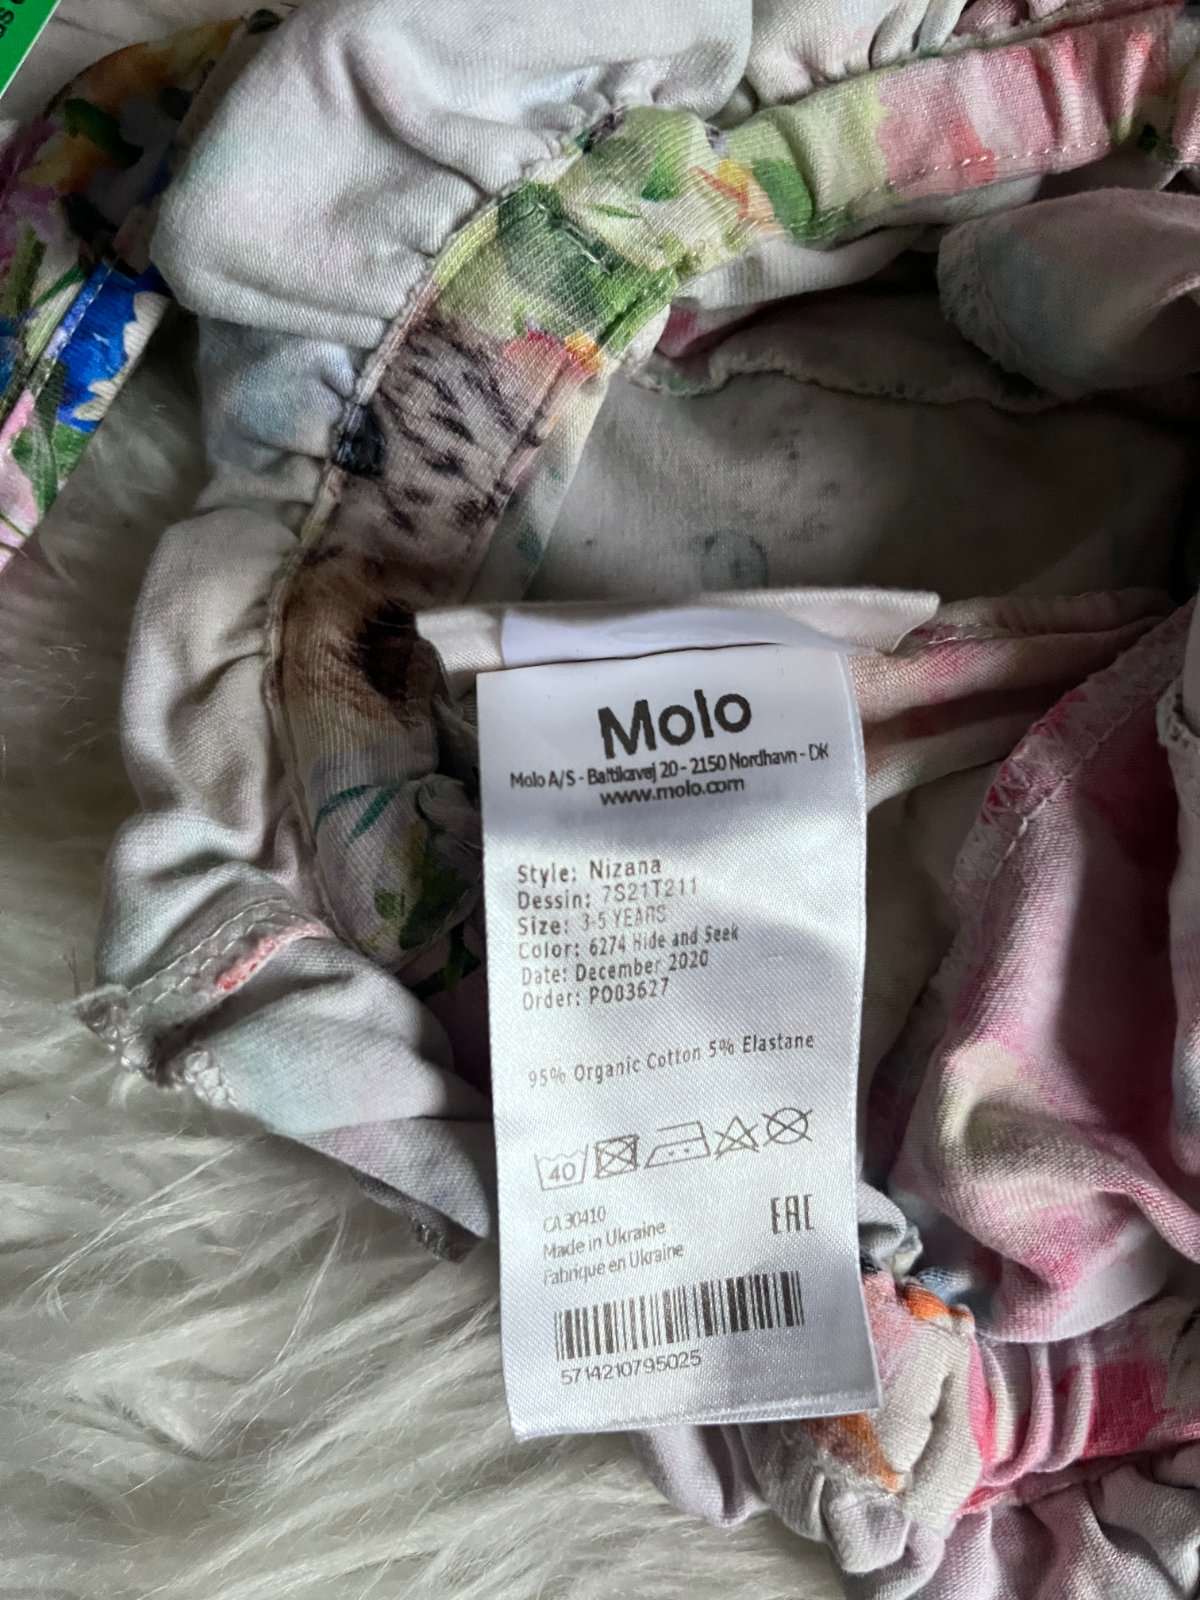 Molo
Molo A/S - Baltikavej 20 - 2150 Nordhavn - DK
www.molo.com
Style: Nizana
Dessin: 7S21T211
Size: 3-5 YEARS
Color: 6274 Hide and Seek
Date: December 2020
Order: PO03627
95% Organic Cotton 5% Elastane
40
CA 30410
Made in Ukraine
Fabrique en Ukraine
EAC
5714210795025